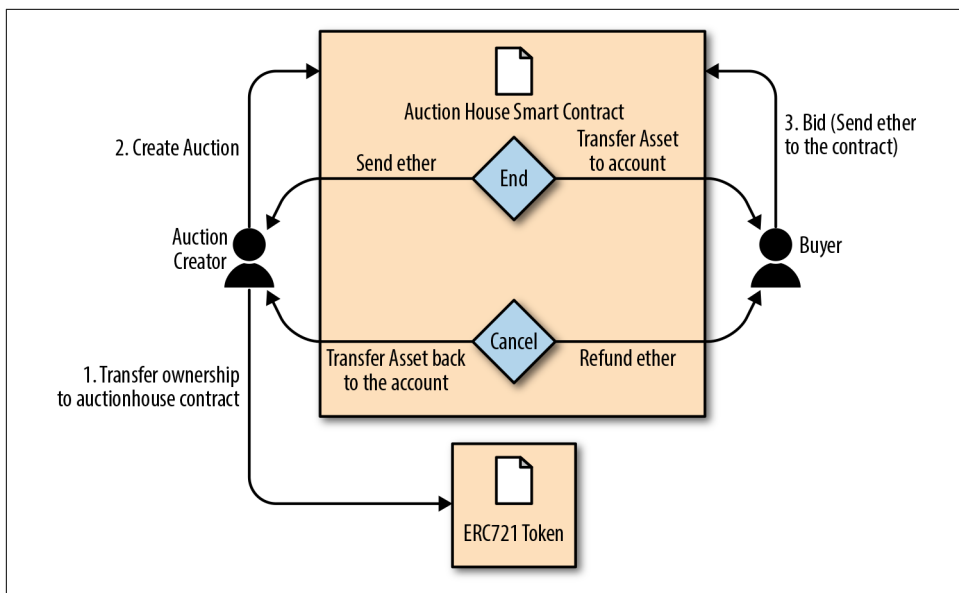 Auction House Smart Contract
2. Create Auction
3. Bid (Send ether
to the contract)
Send ether
End
Transfer Asset
to account
Auction
Creator
Buyer
Cancel
Transfer Asset back
to the account
Refund ether
1. Transfer ownership
to auctionhouse contract
ERC721 Token